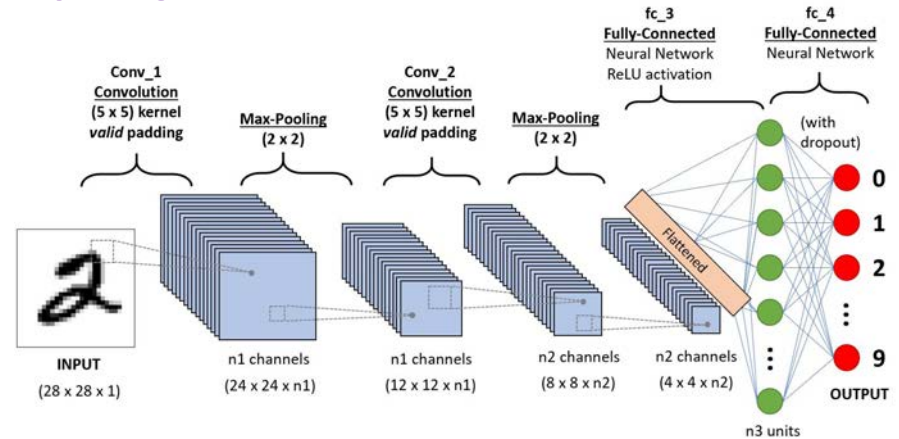 fc_3
Fully-Connected
Neural Network
ReLU activation
fc_4
Fully-Connected
Neural Network
Conv_1
Convolution
(5 x 5) kernel
valid padding
Max-Pooling
(2 x 2)
Conv_2
Convolution
(5 x 5) kernel
valid padding
Max-Pooling
(2 x 2)
(with
dropout)
Flattened
0
1
2
9
INPUT
(28 x 28 x 1)
n1 channels
(24 x 24 x n1)
n1 channels
(12 x 12 x n1)
n2 channels
(8 x 8 x n2)
n2 channels
(4 x 4 x n2)
OUTPUT
n3 units